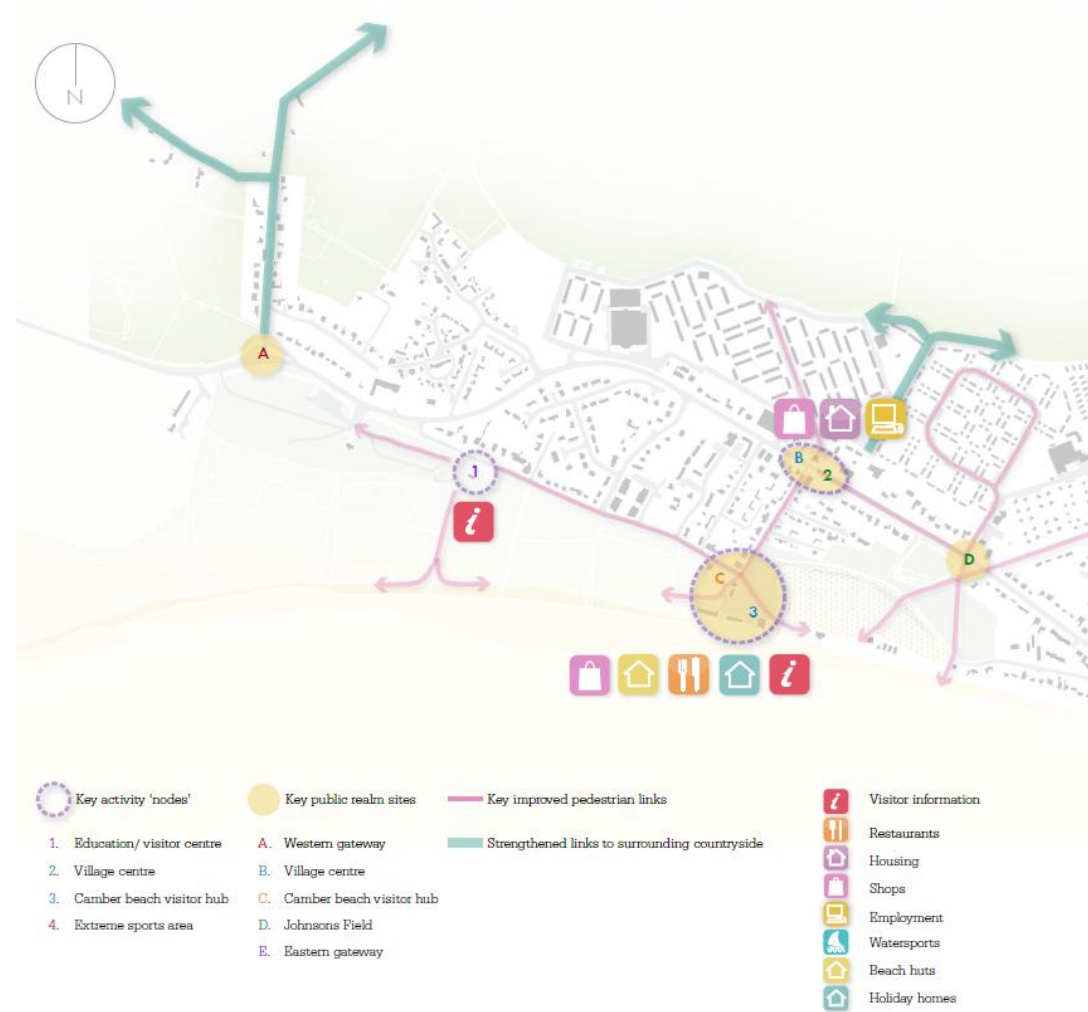 N
A
B
2
1
i
D
C
3
i
Key activity 'nodes'
1. Education/ visitor centre
2. Village centre
3. Camber beach visitor hub
4. Extreme sports area
Key public realm sites
A. Western gateway
B. Village centre
C. Camber beach visitor hub
D. Johnsons Field
E. Eastern gateway
Key improved pedestrian links
Strengthened links to surrounding countryside
i Visitor information
Restaurants
Housing
Shops
Employment
Watersports
Beach huts
Holiday homes